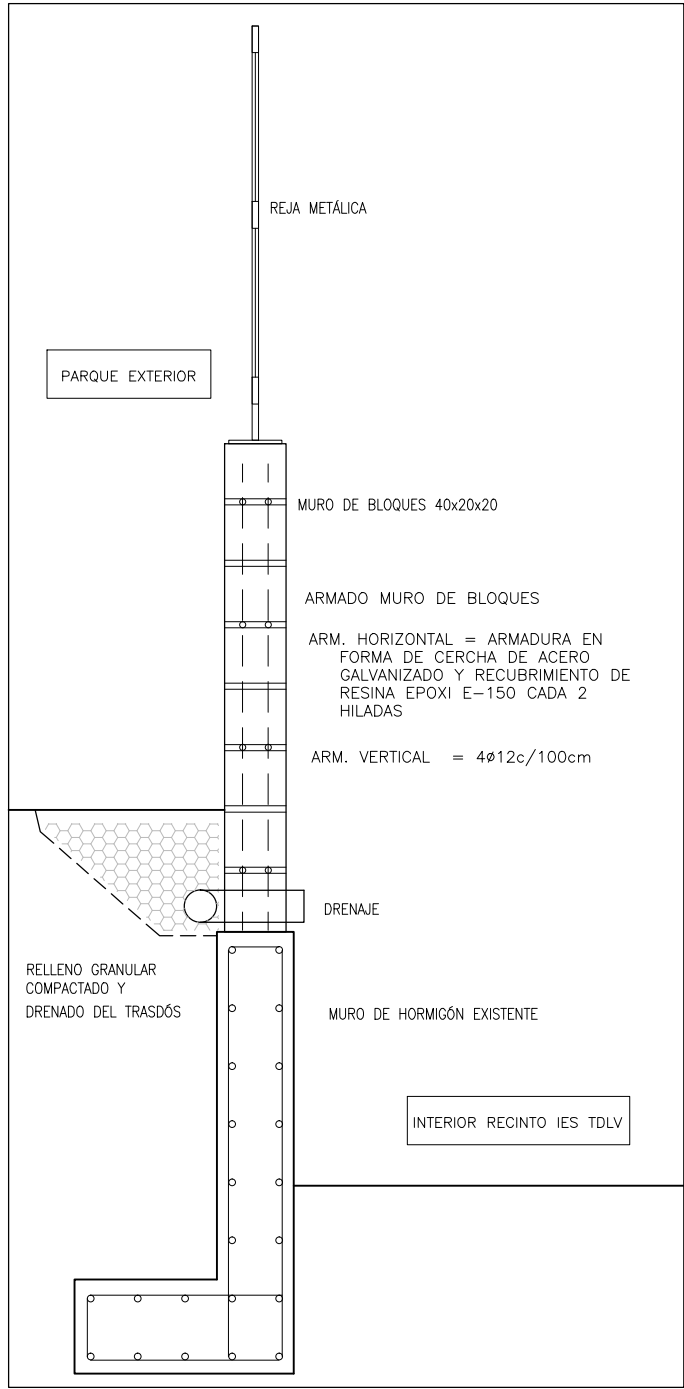 REJA METÁLICA
PARQUE EXTERIOR
MURO DE BLOQUES 40x20x20
ARMADO MURO DE BLOQUES
ARM. HORIZONTAL = ARMADURA EN
FORMA DE CERCHA DE ACERO
GALVANIZADO Y RECUBRIMIENTO DE
RESINA EPOXI E-150 CADA 2
HILADAS
ARM. VERTICAL = 4ø12c/100cm
DRENAJE
RELLENO GRANULAR
COMPACTADO Y
DRENADO DEL TRASDÓS
MURO DE HORMIGÓN EXISTENTE
INTERIOR RECINTO IES TDLV